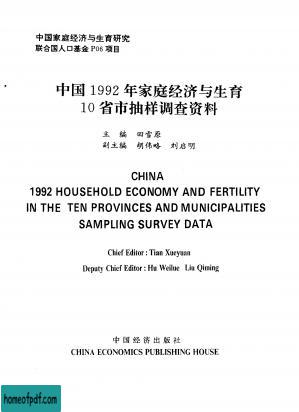 中国家庭经济与生育研究
联合国人口基金 P06 项目
中国 1992 年家庭经济与生育
10 省市抽样调查资料
主 编 田雪原
副主编 胡伟略 刘启明
CHINA
1992 HOUSEHOLD ECONOMY AND FERTILITY
IN THE TEN PROVINCES AND MUNICIPALITIES
SAMPLING SURVEY DATA
Chief Editor: Tian Xueyuan
Deputy Chief Editor: Hu Weilue Liu Qiming
中国经济出版社
CHINA ECONOMICS PUBLISHING HOUSE
homeofpdf.com
homeofpdf.com